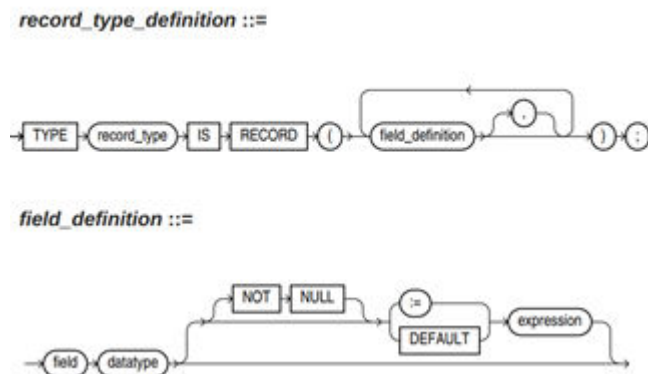 record_type_definition ::=
TYPE record_type IS RECORD ( field_definition , ) ;
field_definition ::=
NOT NULL := DEFAULT expression
field datatype